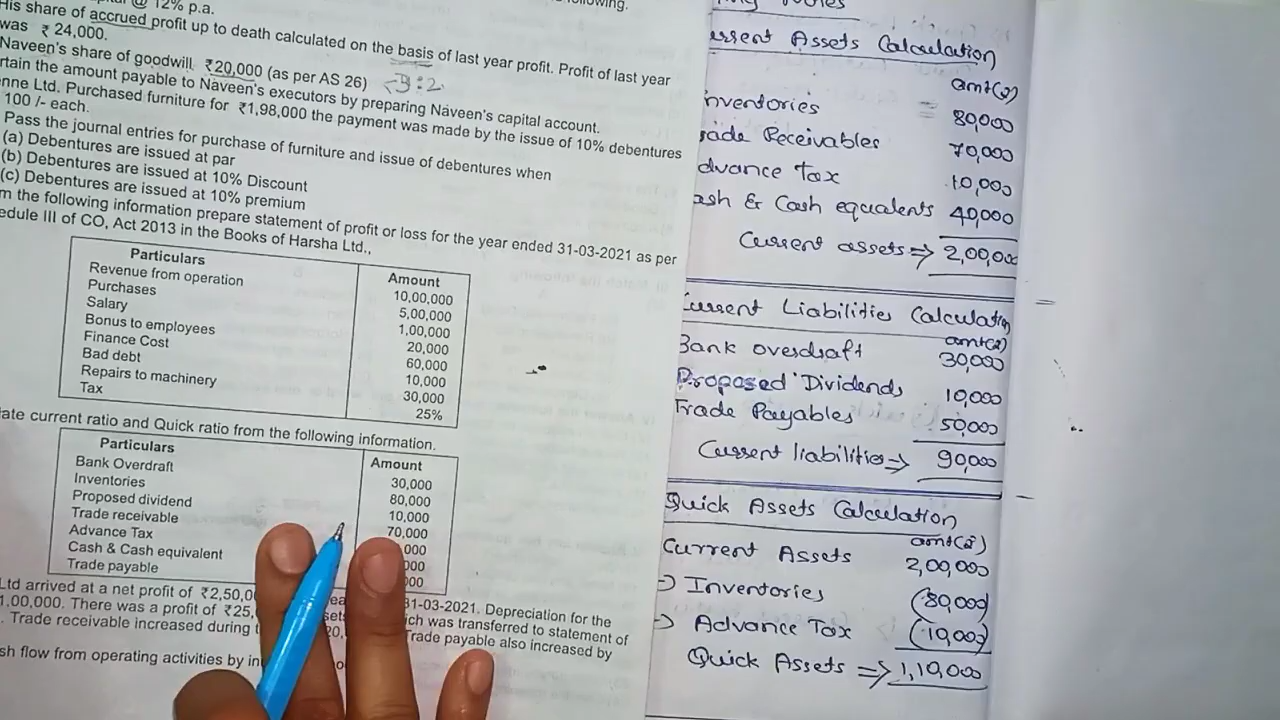 @ 12% p.a.
His share of accrued profit up to death calculated on the basis of last year profit. Profit of last year
was ₹ 24,000.
Naveen's share of goodwill ₹20,000 (as per AS 26) 3:2
rtain the amount payable to Naveen's executors by preparing Naveen's capital account.
nne Ltd. Purchased furniture for ₹1,98,000 the payment was made by the issue of 10% debentures
100 /- each.
Pass the journal entries for purchase of furniture and issue of debentures when
(a) Debentures are issued at par
(b) Debentures are issued at 10% Discount
(c) Debentures are issued at 10% premium
m the following information prepare statement of profit or loss for the year ended 31-03-2021 as per
edule III of CO, Act 2013 in the Books of Harsha Ltd.,
Particulars Amount
Revenue from operation 10,00,000
Purchases 5,00,000
Salary 1,00,000
Bonus to employees 20,000
Finance Cost 60,000
Bad debt 10,000
Repairs to machinery 30,000
Tax 25%
late current ratio and Quick ratio from the following information.
Particulars Amount
Bank Overdraft 30,000
Inventories 80,000
Proposed dividend 10,000
Trade receivable 70,000
Advance Tax ,000
Cash & Cash equivalent 000
Trade payable 00
Ltd arrived at a net profit of ₹2,50,0 31-03-2021. Depreciation for the
1,00,000. There was a profit of ₹25, ich was transferred to statement of
. Trade receivable increased during t 20, Trade payable also increased by
sh flow from operating activities by in
following.
urrent Assets Calculation
amt(₹)
nventories = 80,000
rade Receivables 70,000
dvance tax 10,000
ash & Cash equalents 40,000
Current assets ⇒ 2,00,000
Current Liabilities Calculation
amt(₹)
Bank overdraft 30,000
Proposed Dividends 10,000
Trade Payables 50,000
Current liabilities ⇒ 90,000
Quick Assets Calculation
amt(₹)
Current Assets 2,00,000
-) Inventories (80,000)
-) Advance Tax (10,000)
Quick Assets ⇒ 1,10,000